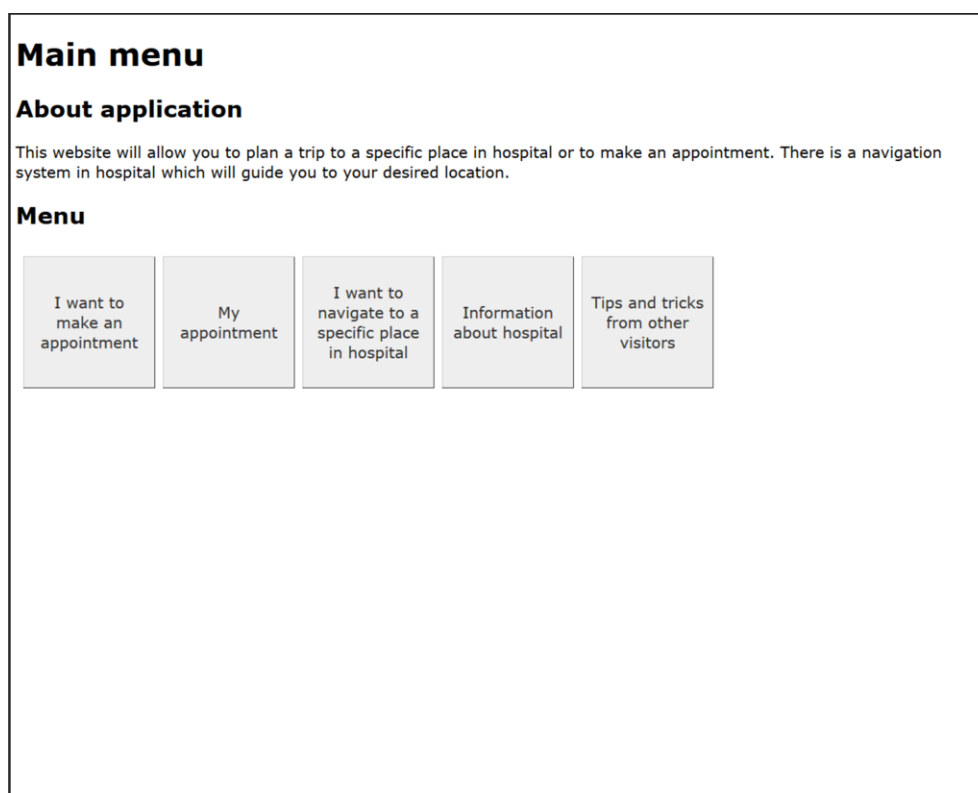 Main menu
About application
This website will allow you to plan a trip to a specific place in hospital or to make an appointment. There is a navigation
system in hospital which will guide you to your desired location.
Menu
I want to
make an
appointment
My
appointment
I want to
navigate to a
specific place
in hospital
Information
about hospital
Tips and tricks
from other
visitors